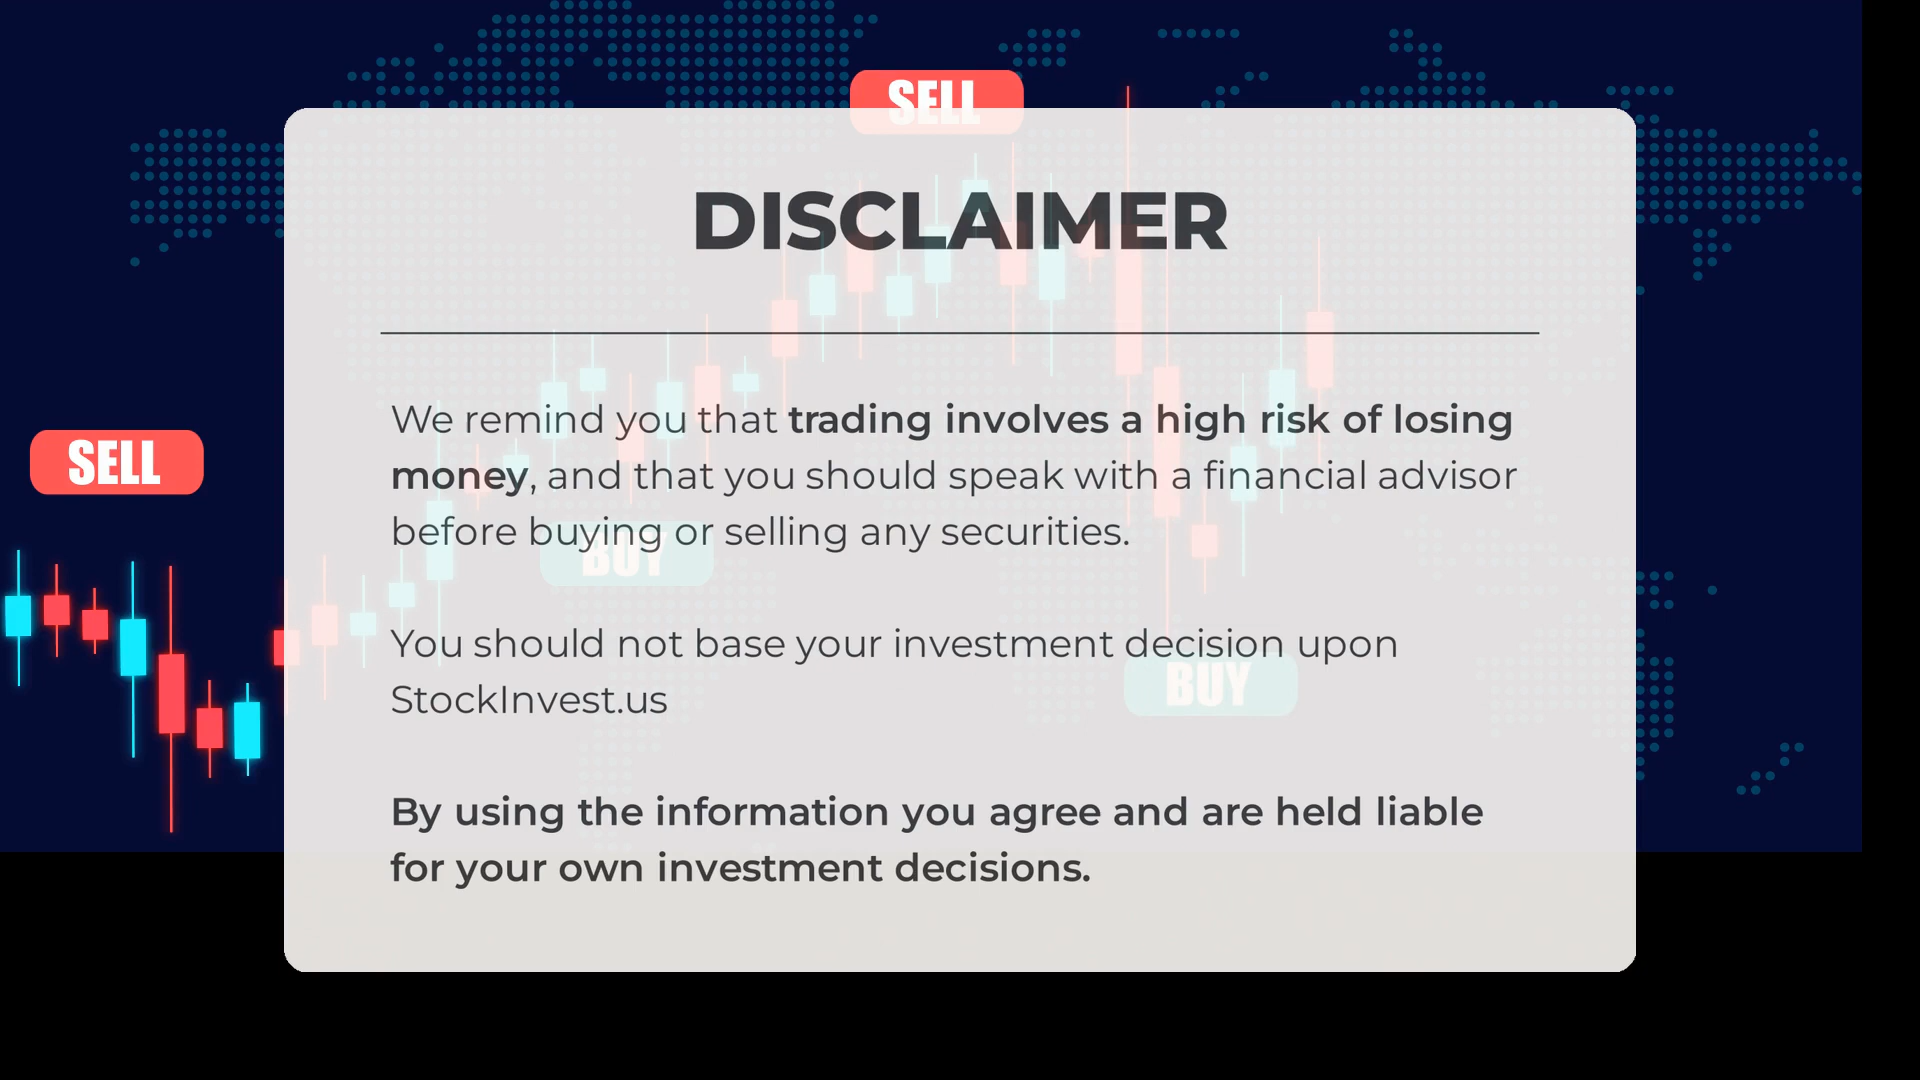 SELL
DISCLAIMER
We remind you that trading involves a high risk of losing
money, and that you should speak with a financial advisor
before buying or selling any securities.
SELL
BUY
You should not base your investment decision upon
StockInvest.us
BUY
By using the information you agree and are held liable
for your own investment decisions.